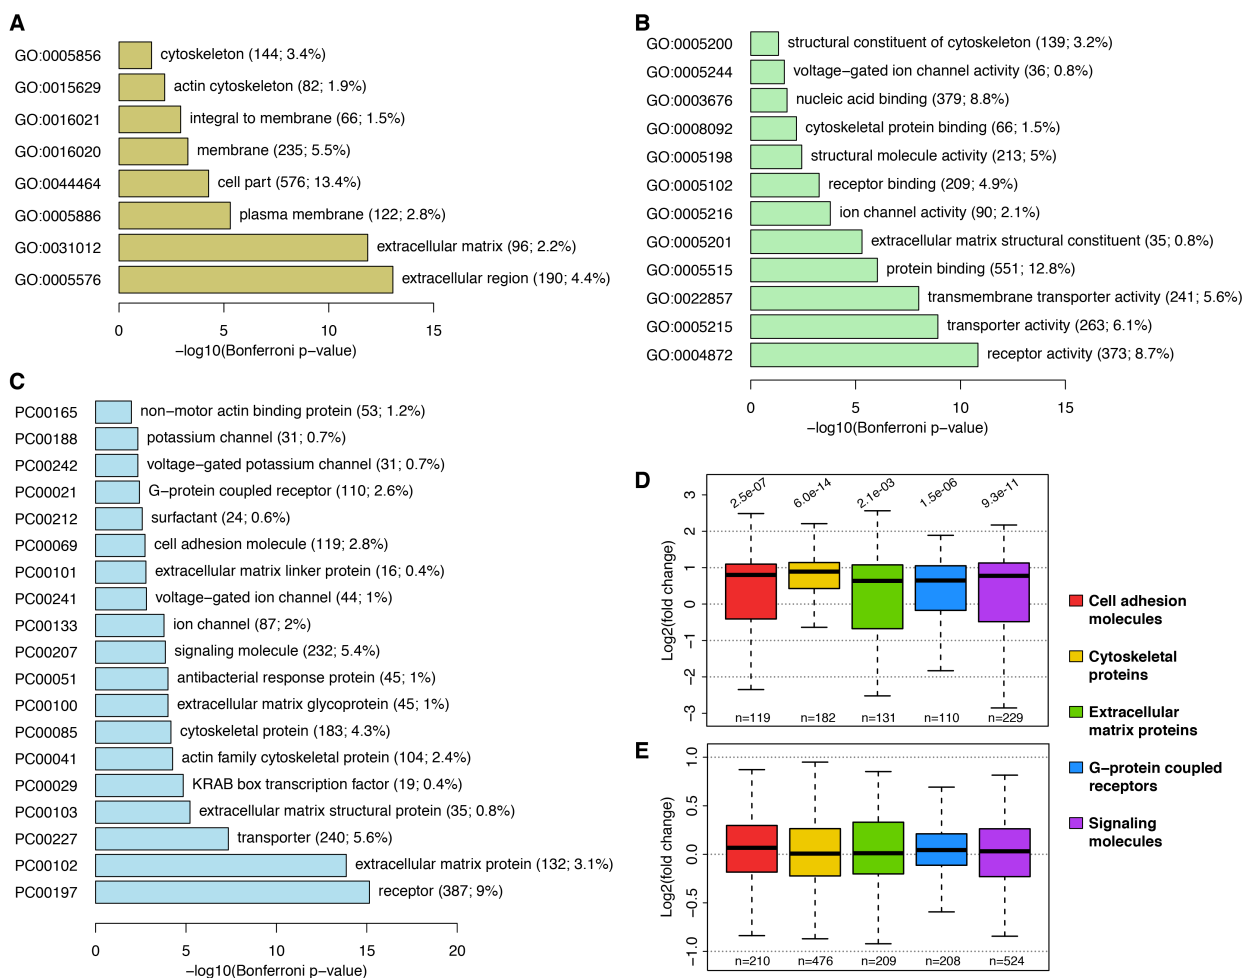 A
GO:0005856 cytoskeleton (144; 3.4%)
GO:0015629 actin cytoskeleton (82; 1.9%)
GO:0016021 integral to membrane (66; 1.5%)
GO:0016020 membrane (235; 5.5%)
GO:0044464 cell part (576; 13.4%)
GO:0005886 plasma membrane (122; 2.8%)
GO:0031012 extracellular matrix (96; 2.2%)
GO:0005576 extracellular region (190; 4.4%)
0 5 10 15
−log10(Bonferroni p−value)
B
GO:0005200 structural constituent of cytoskeleton (139; 3.2%)
GO:0005244 voltage−gated ion channel activity (36; 0.8%)
GO:0003676 nucleic acid binding (379; 8.8%)
GO:0008092 cytoskeletal protein binding (66; 1.5%)
GO:0005198 structural molecule activity (213; 5%)
GO:0005102 receptor binding (209; 4.9%)
GO:0005216 ion channel activity (90; 2.1%)
GO:0005201 extracellular matrix structural constituent (35; 0.8%)
GO:0005515 protein binding (551; 12.8%)
GO:0022857 transmembrane transporter activity (241; 5.6%)
GO:0005215 transporter activity (263; 6.1%)
GO:0004872 receptor activity (373; 8.7%)
0 5 10 15
−log10(Bonferroni p−value)
C
PC00165 non−motor actin binding protein (53; 1.2%)
PC00188 potassium channel (31; 0.7%)
PC00242 voltage−gated potassium channel (31; 0.7%)
PC00021 G−protein coupled receptor (110; 2.6%)
PC00212 surfactant (24; 0.6%)
PC00069 cell adhesion molecule (119; 2.8%)
PC00101 extracellular matrix linker protein (16; 0.4%)
PC00241 voltage−gated ion channel (44; 1%)
PC00133 ion channel (87; 2%)
PC00207 signaling molecule (232; 5.4%)
PC00051 antibacterial response protein (45; 1%)
PC00100 extracellular matrix glycoprotein (45; 1%)
PC00085 cytoskeletal protein (183; 4.3%)
PC00041 actin family cytoskeletal protein (104; 2.4%)
PC00029 KRAB box transcription factor (19; 0.4%)
PC00103 extracellular matrix structural protein (35; 0.8%)
PC00227 transporter (240; 5.6%)
PC00102 extracellular matrix protein (132; 3.1%)
PC00197 receptor (387; 9%)
0 5 10 15 20
−log10(Bonferroni p−value)
D
2.5e−07 6.0e−14 2.1e−03 1.5e−06 9.3e−11
3
2
1
0
−1
−2
−3
Log2(fold change)
n=119 n=182 n=131 n=110 n=229
E
1.0
0.5
0.0
−0.5
−1.0
Log2(fold change)
n=210 n=476 n=209 n=208 n=524
Cell adhesion
molecules
Cytoskeletal
proteins
Extracellular
matrix proteins
G−protein coupled
receptors
Signaling
molecules